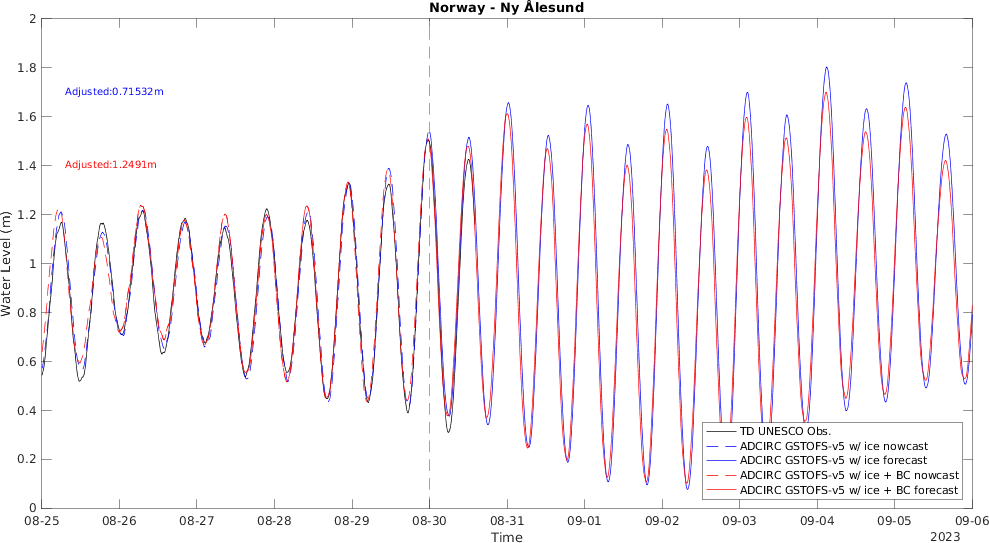 Norway - Ny Ålesund
2
1.8
1.6
1.4
1.2
1
0.8
0.6
0.4
0.2
0
Water Level (m)
Adjusted:0.71532m
Adjusted:1.2491m
TD UNESCO Obs.
ADCIRC GSTOFS-v5 w/ ice nowcast
ADCIRC GSTOFS-v5 w/ ice forecast
ADCIRC GSTOFS-v5 w/ ice + BC nowcast
ADCIRC GSTOFS-v5 w/ ice + BC forecast
08-25 08-26 08-27 08-28 08-29 08-30 08-31 09-01 09-02 09-03 09-04 09-05 09-06
Time
2023